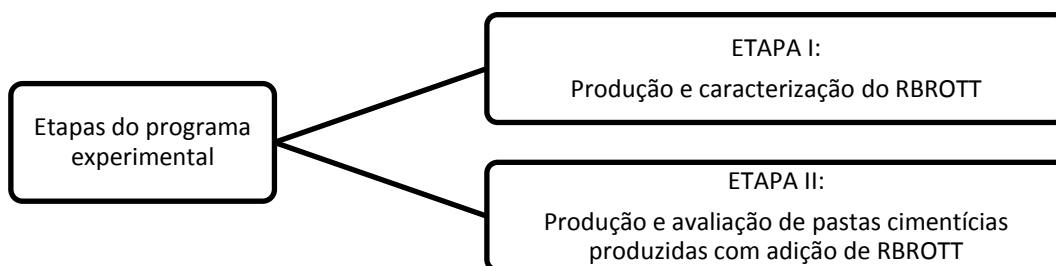 Etapas do programa
experimental
ETAPA I:
Produção e caracterização do RBROTT
ETAPA II:
Produção e avaliação de pastas cimentícias
produzidas com adição de RBROTT